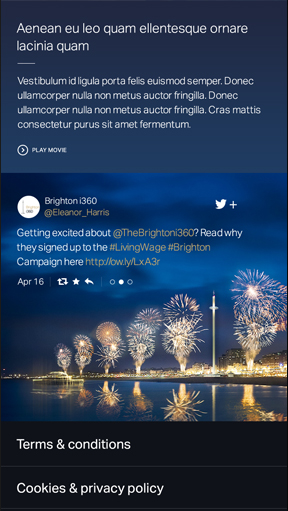 Aenean eu leo quam ellentesque ornare
lacinia quam
Vestibulum id ligula porta felis euismod semper. Donec
ullamcorper nulla non metus auctor fringilla. Donec
ullamcorper nulla non metus auctor fringilla. Cras mattis
consectetur purus sit amet fermentum.
PLAY MOVIE
Brighton i360
@Eleanor_Harris
Getting excited about @TheBrightoni360? Read why
they signed up to the #LivingWage #Brighton
Campaign here http://ow.ly/LxA3r
Apr 16
Terms & conditions
Cookies & privacy policy